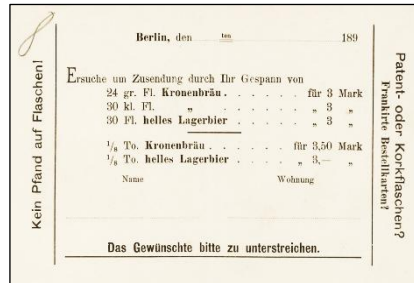 Berlin, den ten 189
Ersuche um Zusendung durch Ihr Gespann von
24 gr. Fl. Kronenbräu . . . . . für 3 Mark
30 kl. Fl. „ . . . . . „ 3 „
30 Fl. helles Lagerbier . . . . „ 3 „
1/8 To. Kronenbräu . . . . für 3,50 Mark
1/8 To. helles Lagerbier . . . . „ 3,— „
Name Wohnung
Das Gewünschte bitte zu unterstreichen.
Kein Pfand auf Flaschen!
Patent- oder Korkflaschen?
Frankirte Bestellkarten?